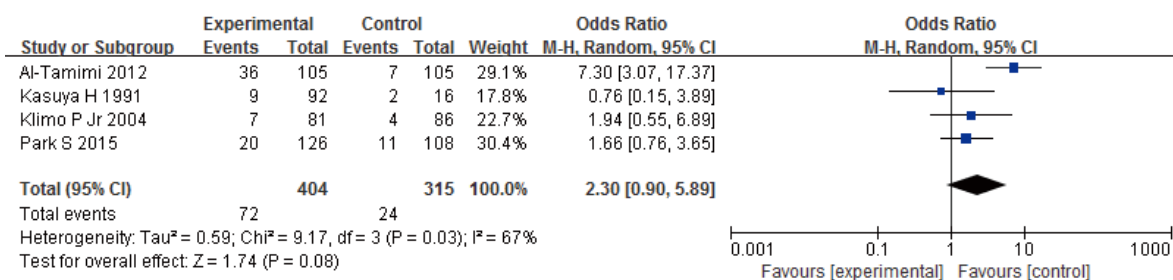 Experimental Control Odds Ratio Odds Ratio
Study or Subgroup Events Total Events Total Weight M-H, Random, 95% CI M-H, Random, 95% CI
Al-Tamimi 2012 36 105 7 105 29.1% 7.30 [3.07, 17.37]
Kasuya H 1991 9 92 2 16 17.8% 0.76 [0.15, 3.89]
Klimo P Jr 2004 7 81 4 86 22.7% 1.94 [0.55, 6.89]
Park S 2015 20 126 11 108 30.4% 1.66 [0.76, 3.65]
Total (95% CI) 404 315 100.0% 2.30 [0.90, 5.89]
Total events 72 24
Heterogeneity: Tau² = 0.59; Chi² = 9.17, df = 3 (P = 0.03); I² = 67%
Test for overall effect: Z = 1.74 (P = 0.08)
0.001 0.1 1 10 1000
Favours [experimental] Favours [control]